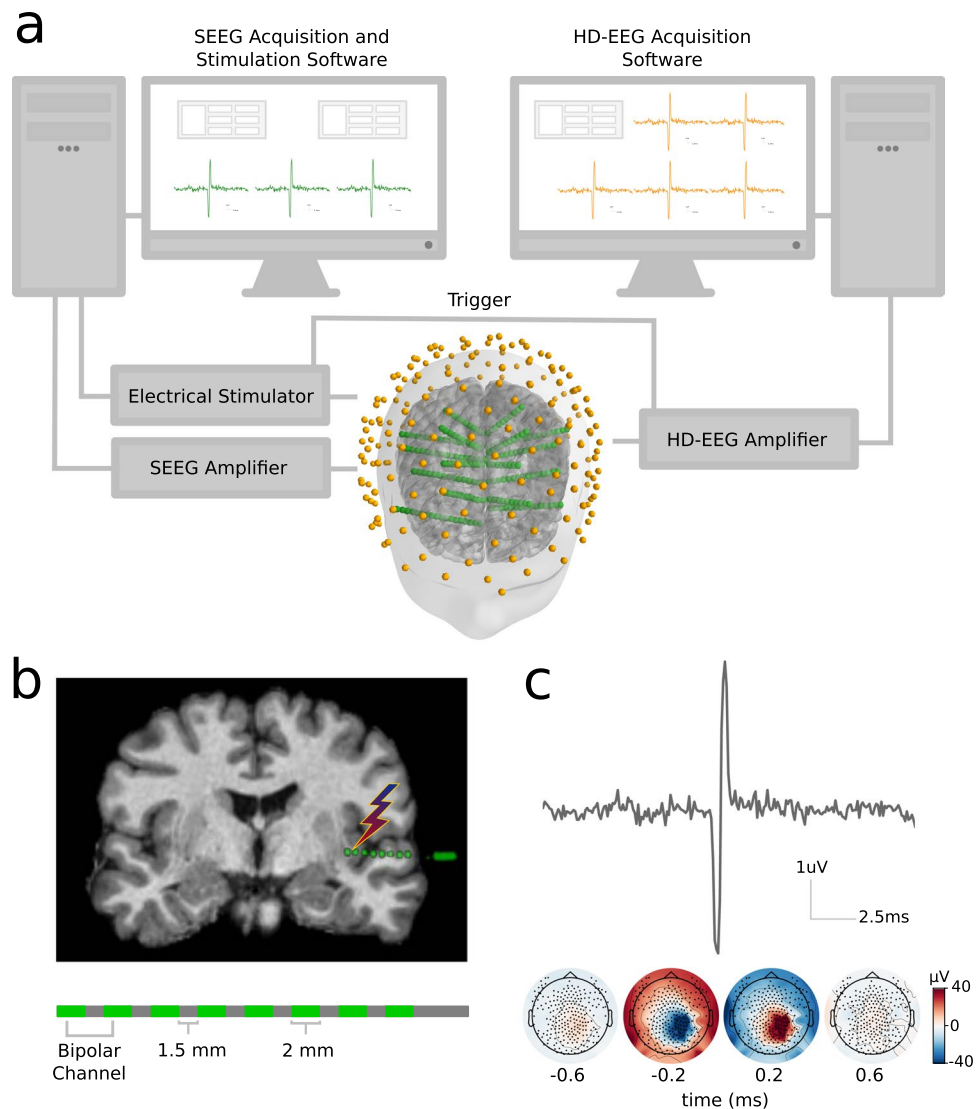 a
SEEG Acquisition and
Stimulation Software
HD-EEG Acquisition
Software
Trigger
Electrical Stimulator
SEEG Amplifier
HD-EEG Amplifier
b
Bipolar
Channel
1.5 mm
2 mm
c
1uV
2.5ms
µV
40
0
-40
-0.6
-0.2
0.2
0.6
time (ms)